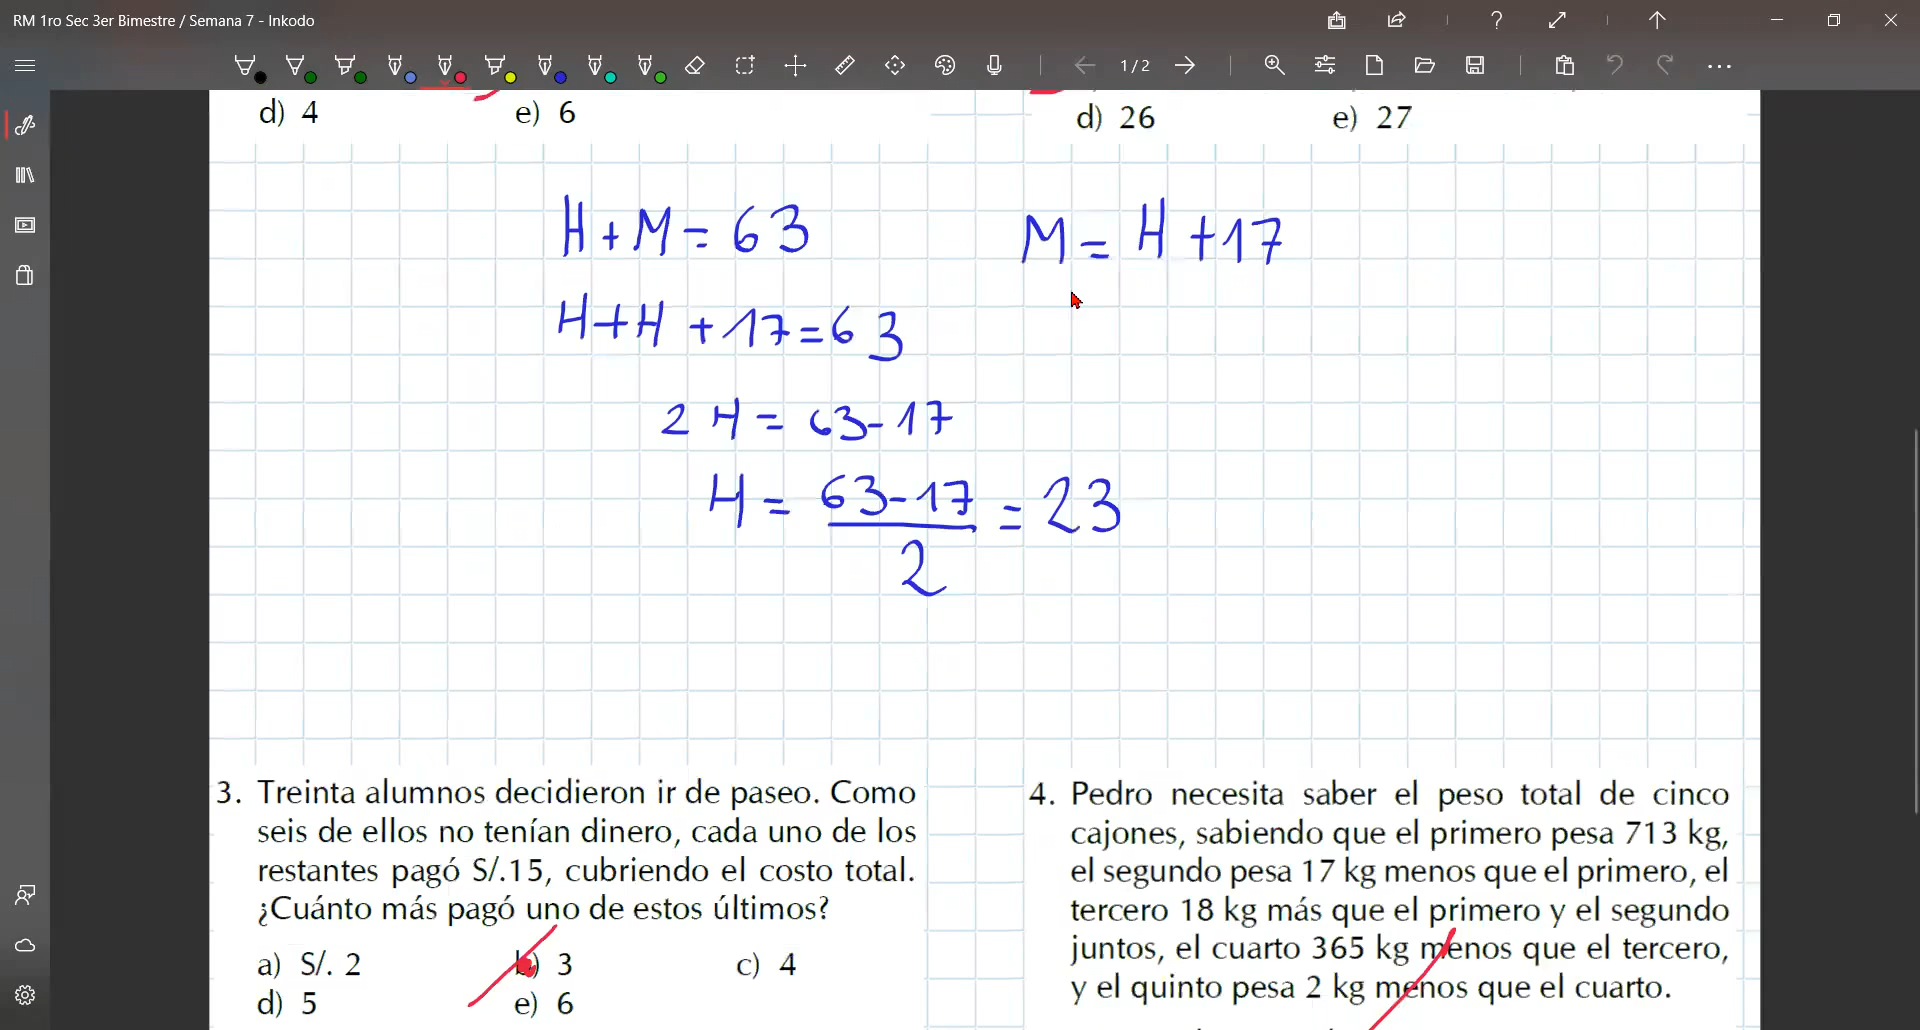 RM 1ro Sec 3er Bimestre / Semana 7 - Inkodo
1 / 2
d) 4 e) 6
d) 26 e) 27
H + M = 63
M = H + 17
H + H + 17 = 63
2 H = 63 - 17
H = 63 - 17 = 23
2
3. Treinta alumnos decidieron ir de paseo. Como
seis de ellos no tenían dinero, cada uno de los
restantes pagó S/.15, cubriendo el costo total.
¿Cuánto más pagó uno de estos últimos?
a) S/. 2 b) 3 c) 4
d) 5 e) 6
4. Pedro necesita saber el peso total de cinco
cajones, sabiendo que el primero pesa 713 kg,
el segundo pesa 17 kg menos que el primero, el
tercero 18 kg más que el primero y el segundo
juntos, el cuarto 365 kg menos que el tercero,
y el quinto pesa 2 kg menos que el cuarto.